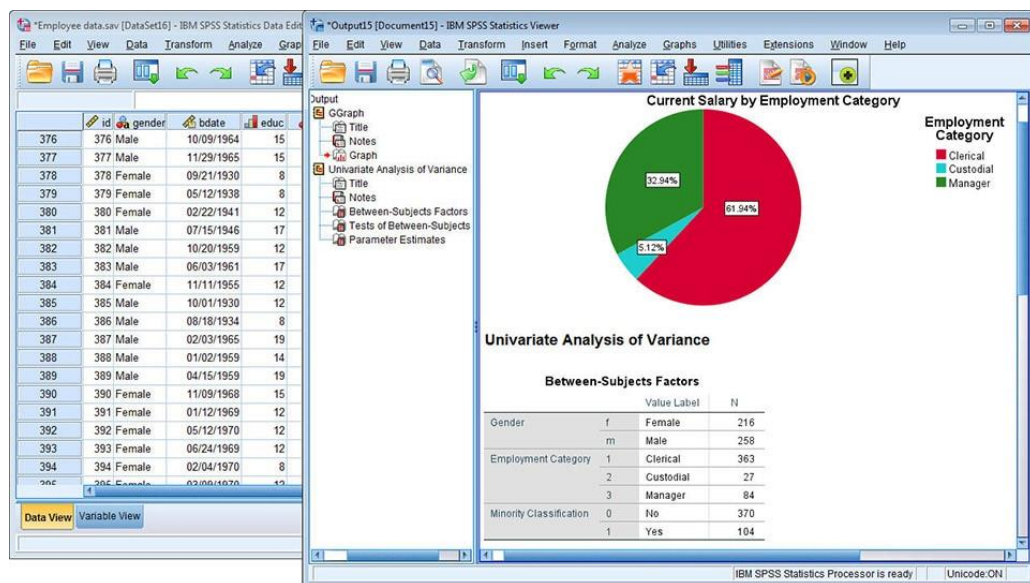 *Employee data.sav [DataSet16] - IBM SPSS Statistics Data Edit
File Edit View Data Transform Analyze Grap
id gender bdate educ
376 376 Male 10/09/1964 15
377 377 Male 11/29/1965 15
378 378 Female 09/21/1930 8
379 379 Female 05/12/1938 8
380 380 Female 02/22/1941 12
381 381 Male 07/15/1946 17
382 382 Male 10/20/1959 12
383 383 Male 06/03/1961 17
384 384 Female 11/11/1955 12
385 385 Male 10/01/1930 12
386 386 Male 08/18/1934 8
387 387 Male 02/03/1965 19
388 388 Male 01/02/1959 14
389 389 Male 04/15/1959 19
390 390 Female 11/09/1968 15
391 391 Female 01/12/1969 12
392 392 Female 05/12/1970 12
393 393 Female 06/24/1969 12
394 394 Female 02/04/1970 8
395 395 Female 03/09/1970 12
Data View Variable View
*Output15 [Document15] - IBM SPSS Statistics Viewer
File Edit View Data Transform Insert Format Analyze Graphs Utilities Extensions Window Help
Output
GGraph
Title
Notes
Graph
Univariate Analysis of Variance
Title
Notes
Between-Subjects Factors
Tests of Between-Subjects
Parameter Estimates
Current Salary by Employment Category
Employment
Category
Clerical
Custodial
Manager
32.94%
61.94%
5.12%
Univariate Analysis of Variance
Between-Subjects Factors
Value Label N
Gender f Female 216
m Male 258
Employment Category 1 Clerical 363
2 Custodial 27
3 Manager 84
Minority Classification 0 No 370
1 Yes 104
IBM SPSS Statistics Processor is ready Unicode:ON